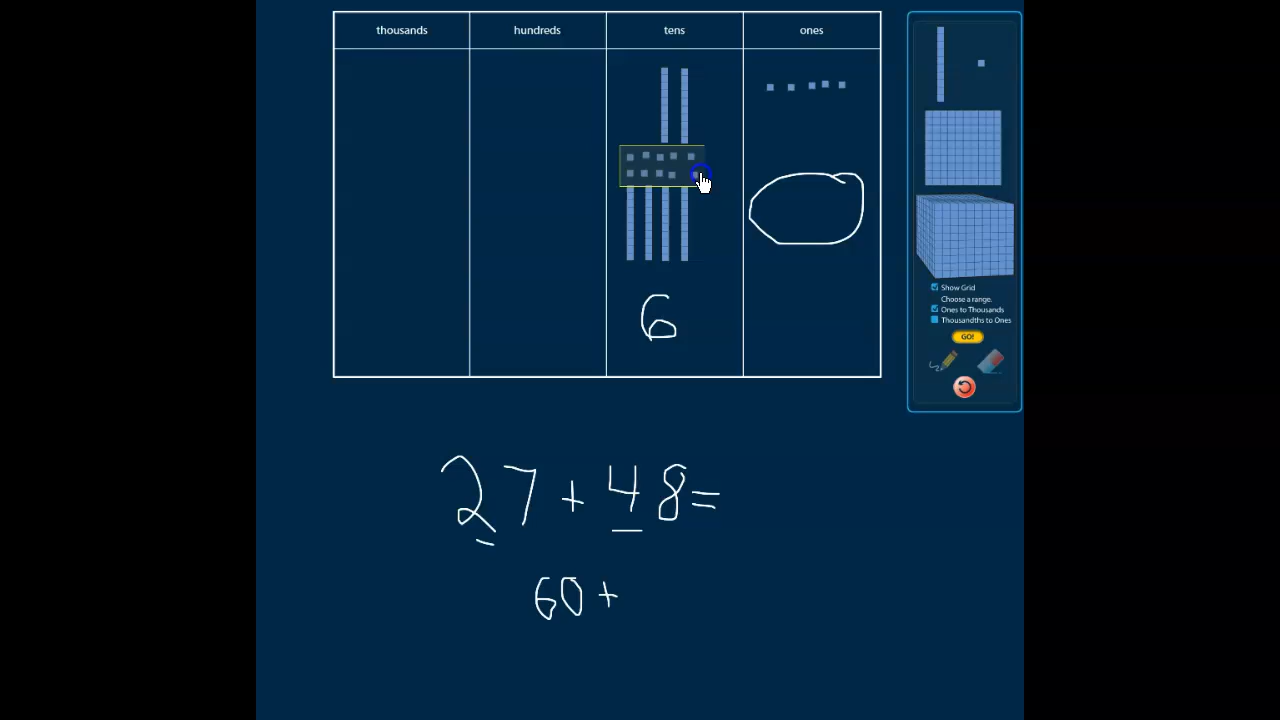 thousands hundreds tens ones
6
Show Grid
Choose a range.
Ones to Thousands
Thousandths to Ones
GO!
27+48=
60+